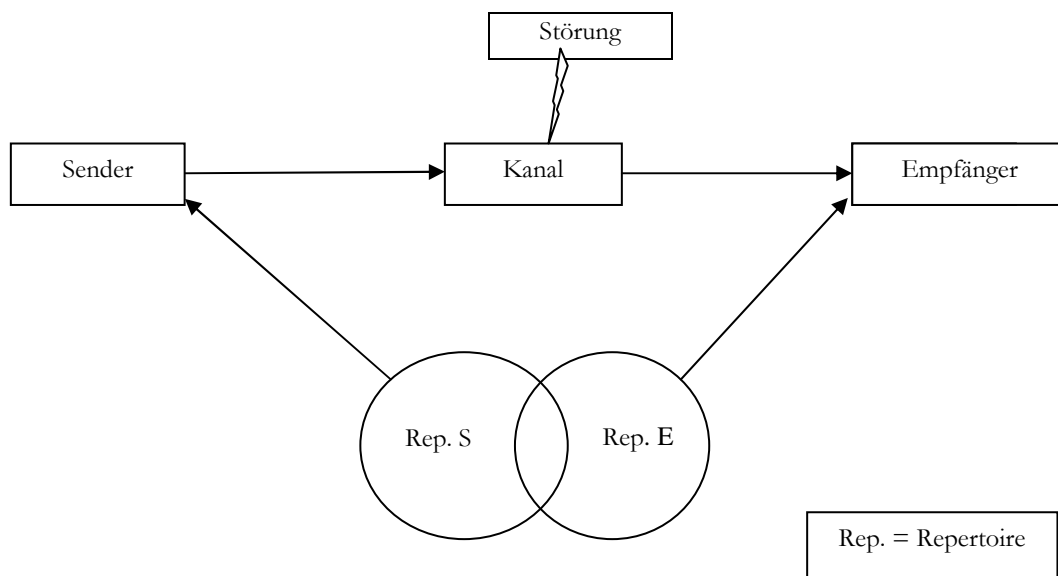 Störung
Sender
Kanal
Empfänger
Rep. S
Rep. E
Rep. = Repertoire